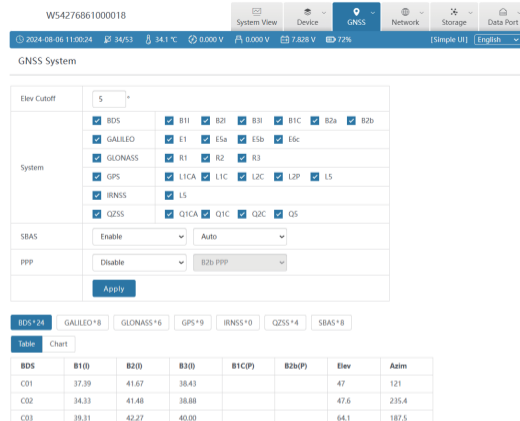 W54276861000018
System View Device GNSS Network Storage Data Port
2024-08-06 11:00:24 34/53 34.1 °C 0.000 V 0.000 V 7.828 V 72% [Simple UI] English
GNSS System
Elev Cutoff 5 °
System
BDS B1I B2I B3I B1C B2a B2b
GALILEO E1 E5a E5b E6c
GLONASS R1 R2 R3
GPS L1CA L1C L2C L2P L5
IRNSS L5
QZSS Q1CA Q1C Q2C Q5
SBAS Enable Auto
PPP Disable B2b PPP
Apply
BDS*24 GALILEO*8 GLONASS*6 GPS*9 IRNSS*0 QZSS*4 SBAS*8
Table Chart
BDS B1(I) B2(I) B3(I) B1C(P) B2b(P) Elev Azim
C01 37.39 41.67 38.43 47 121
C02 34.33 41.48 38.88 47.6 235.4
C03 39.31 42.27 40.00 64.1 187.5